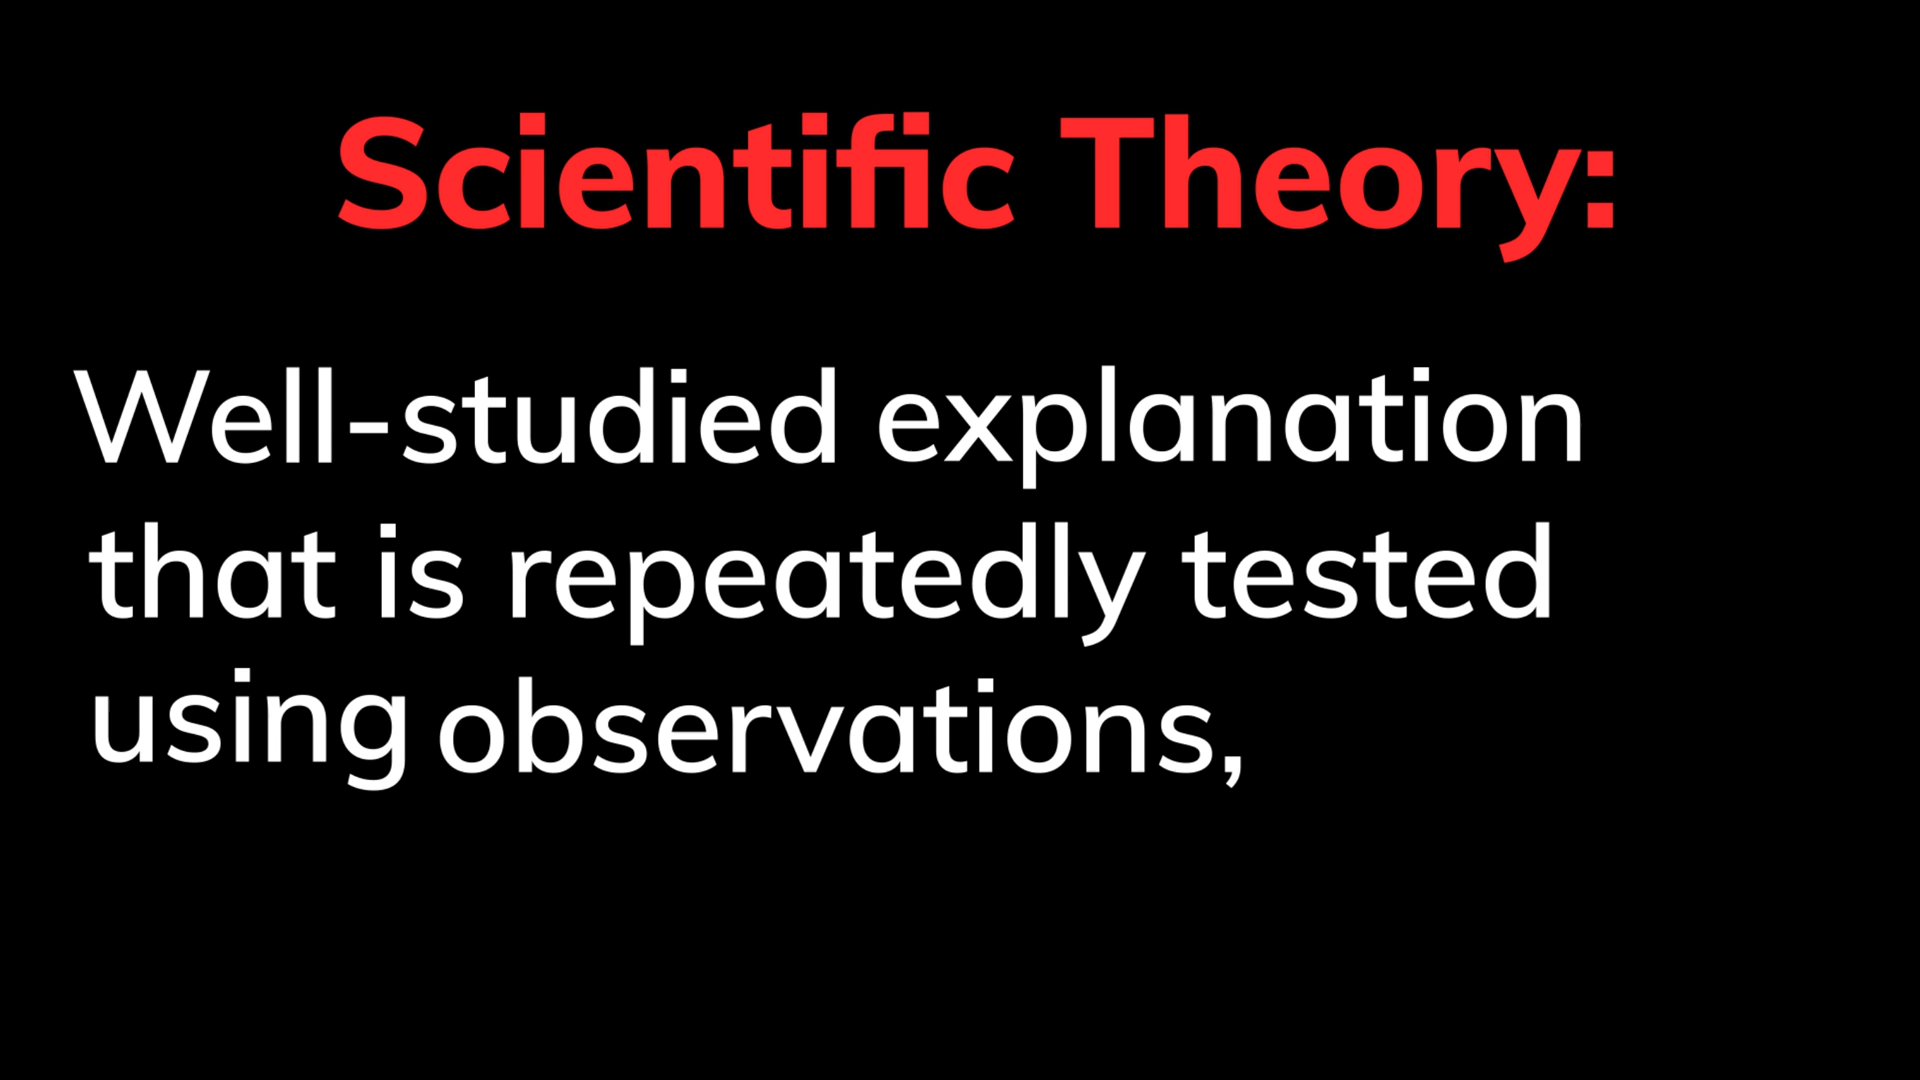 Scientific Theory:
Well-studied explanation
that is repeatedly tested
using observations,